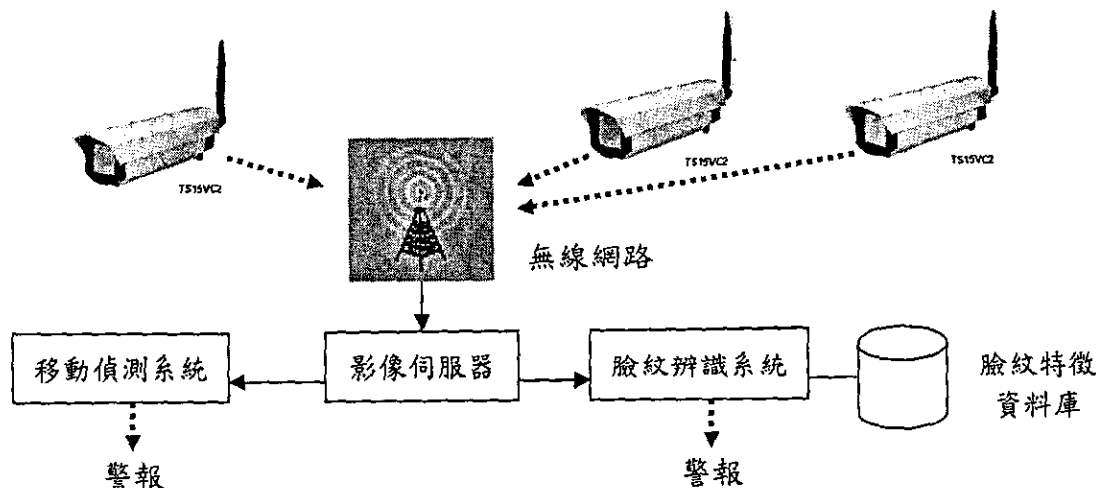 TS15VC2
TS15VC2
TS15VC2
無線網路
移動偵測系統
影像伺服器
臉紋辨識系統
臉紋特徵
資料庫
警報
警報